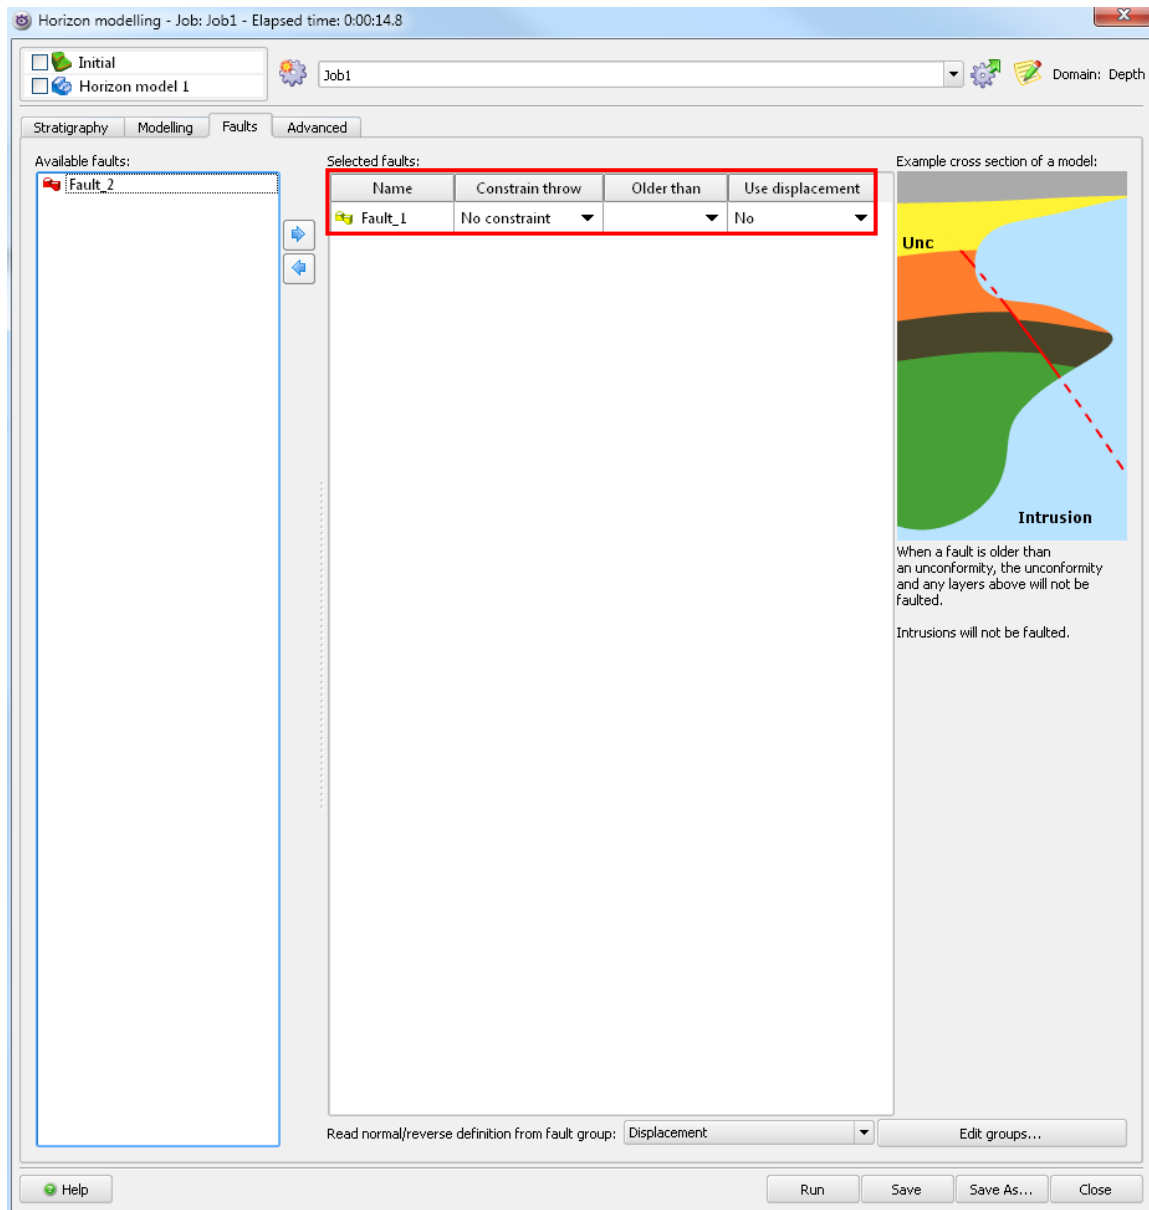 Horizon modelling - Job: Job1 - Elapsed time: 0:00:14.8
Initial
Horizon model 1
Job1
Domain: Depth
Stratigraphy Modelling Faults Advanced
Available faults:
Fault_2
Selected faults:
Name Constrain throw Older than Use displacement
Fault_1 No constraint No
Example cross section of a model:
Unc
Intrusion
When a fault is older than
an unconformity, the unconformity
and any layers above will not be
faulted.
Intrusions will not be faulted.
Read normal/reverse definition from fault group: Displacement Edit groups...
Help Run Save Save As... Close